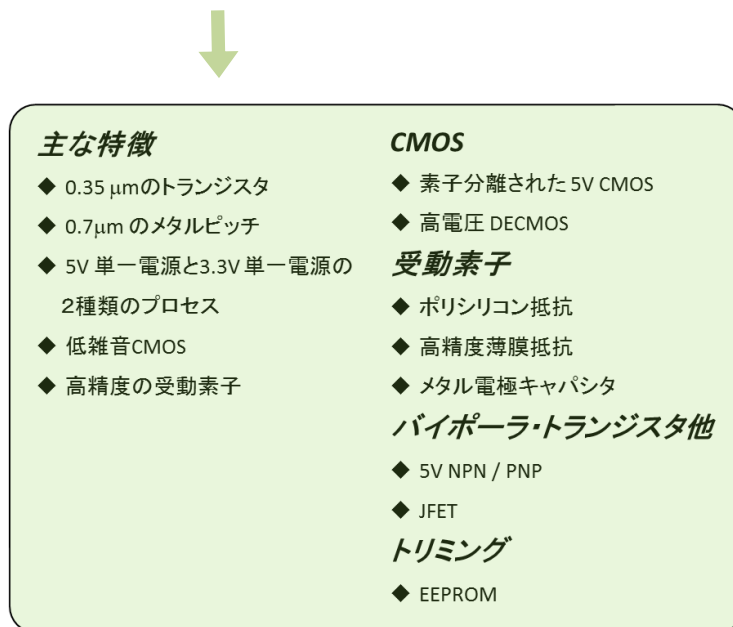 主な特徴
◆ 0.35 μmのトランジスタ
◆ 0.7μm のメタルピッチ
◆ 5V 単一電源と3.3V 単一電源の
２種類のプロセス
◆ 低雑音CMOS
◆ 高精度の受動素子
CMOS
◆ 素子分離された 5V CMOS
◆ 高電圧 DECMOS
受動素子
◆ ポリシリコン抵抗
◆ 高精度薄膜抵抗
◆ メタル電極キャパシタ
バイポーラ・トランジスタ他
◆ 5V NPN / PNP
◆ JFET
トリミング
◆ EEPROM